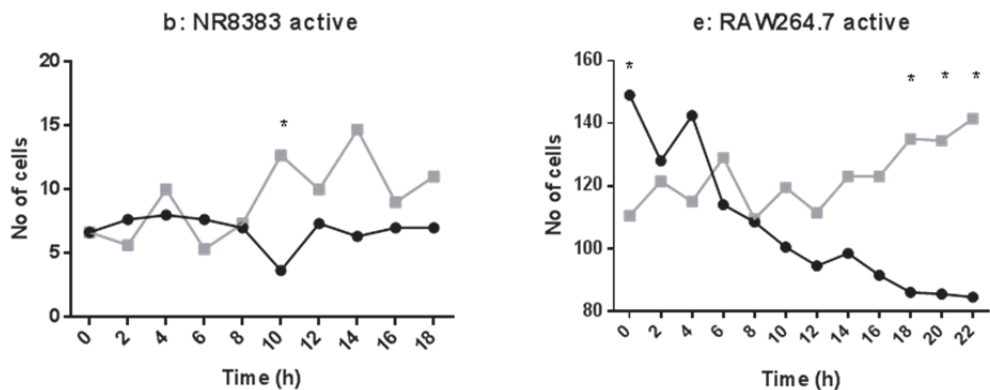 b: NR8383 active
20
15
10
5
0
No of cells
*
0 2 4 6 8 10 12 14 16 18
Time (h)
e: RAW264.7 active
160
140
120
100
80
No of cells
* * * *
0 2 4 6 8 10 12 14 16 18 20 22
Time (h)